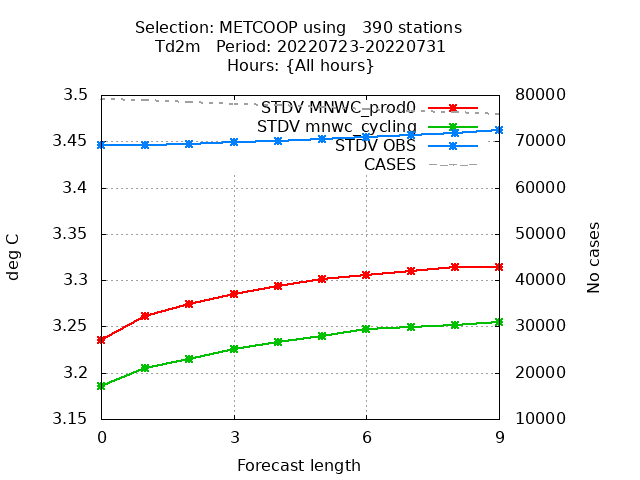 Selection: METCOOP using   390 stations
Td2m   Period: 20220723-20220731
Hours: {All hours}
STDV MNWC_prod0
STDV mnwc_cycling
STDV OBS
CASES
deg C
3.5
3.45
3.4
3.35
3.3
3.25
3.2
3.15
80000
70000
60000
50000
40000
30000
20000
10000
No cases
0 3 6 9
Forecast length